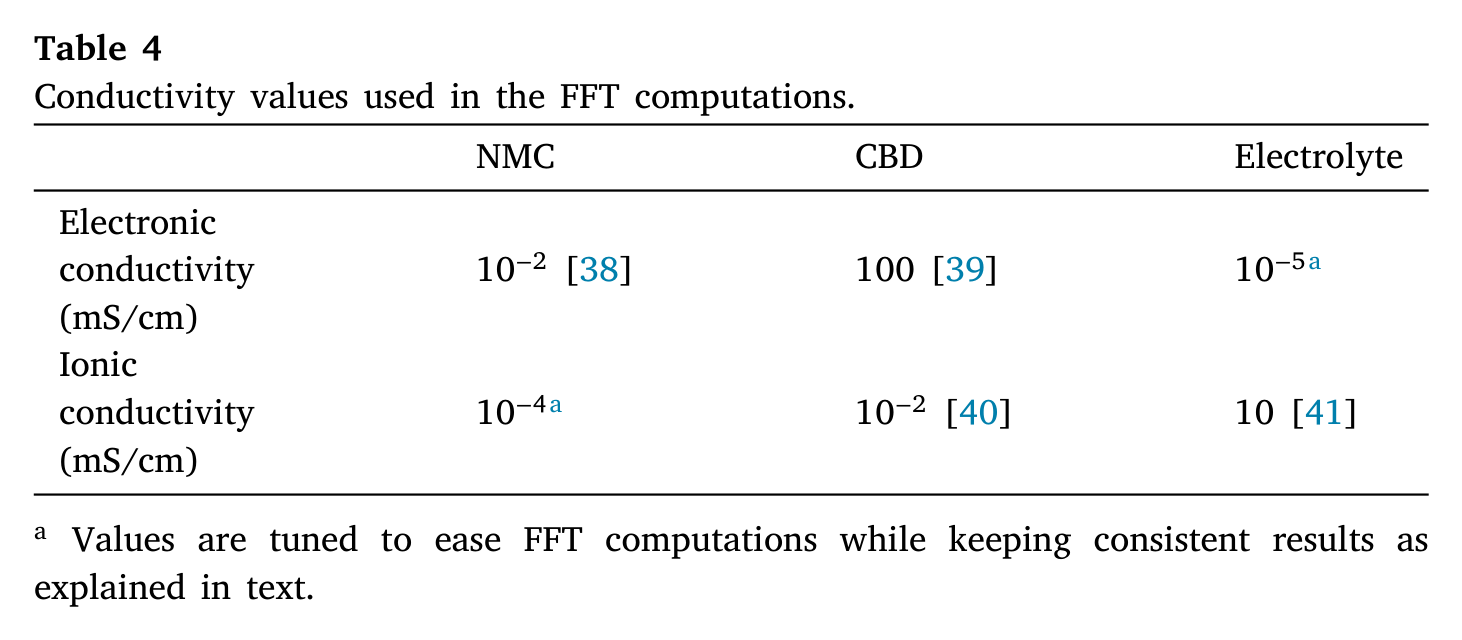 Table 4
Conductivity values used in the FFT computations.
NMC CBD Electrolyte
Electronic
conductivity 10⁻² [38] 100 [39] 10⁻⁵ᵃ
(mS/cm)
Ionic
conductivity 10⁻⁴ᵃ 10⁻² [40] 10 [41]
(mS/cm)
ᵃ Values are tuned to ease FFT computations while keeping consistent results as
explained in text.